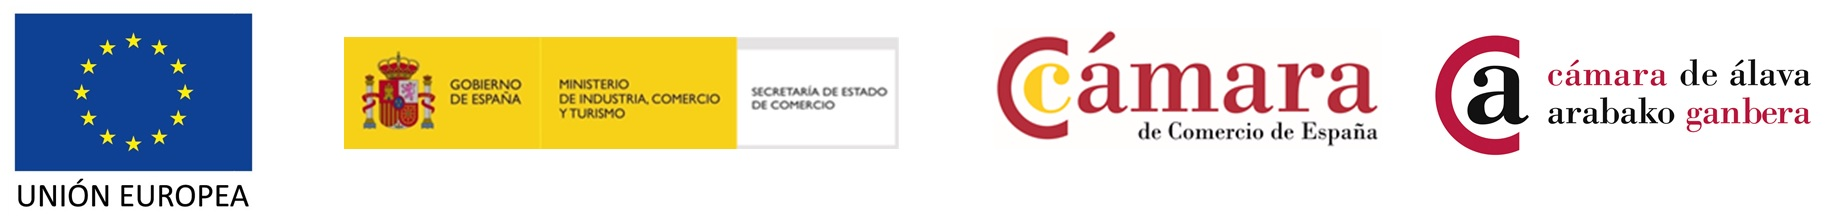 UNIÓN EUROPEA
GOBIERNO
DE ESPAÑA
MINISTERIO
DE INDUSTRIA, COMERCIO
Y TURISMO
SECRETARÍA DE ESTADO
DE COMERCIO
Cámara
de Comercio de España
Ca
cámara de álava
arabako ganbera